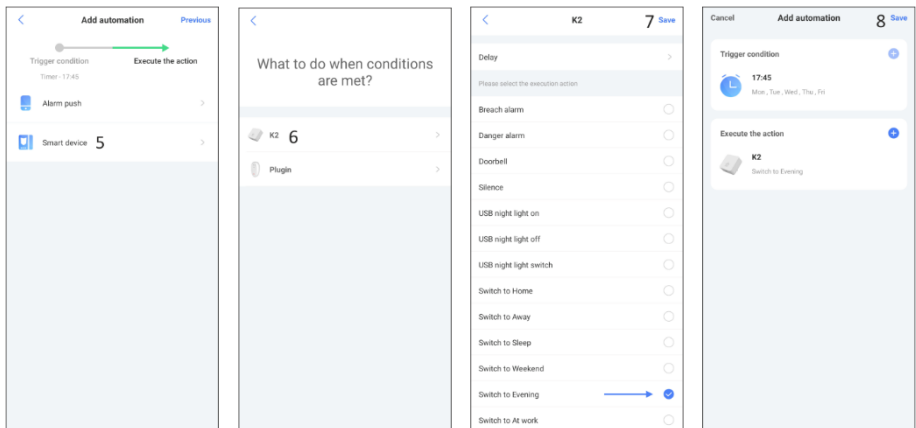 Add automation
Previous
Trigger condition
Execute the action
Timer - 17:45
Alarm push
Smart device 5
What to do when conditions
are met?
K2 6
Plugin
K2
7 Save
Delay
Please select the execution action
Breach alarm
Danger alarm
Doorbell
Silence
USB night light on
USB night light off
USB night light switch
Switch to Home
Switch to Away
Switch to Sleep
Switch to Weekend
Switch to Evening
Switch to At work
Cancel
Add automation
8 Save
Trigger condition
17:45
Mon , Tue , Wed , Thu , Fri
Execute the action
K2
Switch to Evening